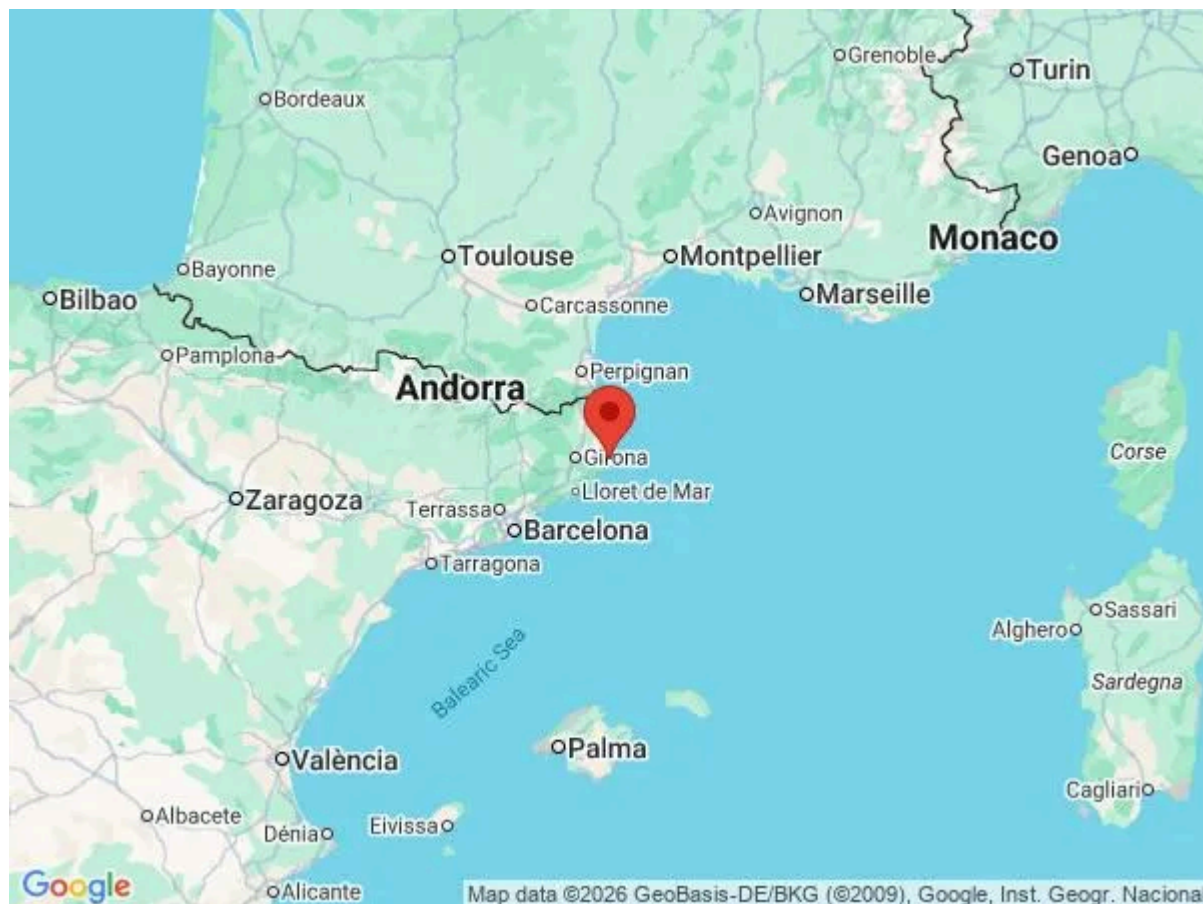 Grenoble
Turin
Bordeaux
Genoa
Avignon
Monaco
Toulouse
Montpellier
Bayonne
Marseille
Bilbao
Carcassonne
Pamplona
Perpignan
Andorra
Corse
Girona
Lloret de Mar
Zaragoza
Terrassa
Barcelona
Tarragona
Sassari
Alghero
Balearic Sea
Sardegna
Palma
València
Cagliari
Albacete
Eivissa
Dénia
Google
Alicante
Map data ©2026 GeoBasis-DE/BKG (©2009), Google, Inst. Geogr. Nacional